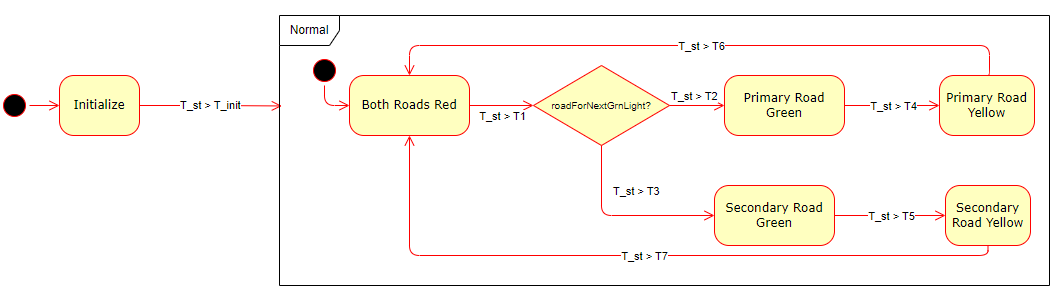 Normal
T_st > T6
Initialize
T_st > T_init
Both Roads Red
T_st > T1
roadForNextGrnLight?
T_st > T2
Primary Road
Green
T_st > T4
Primary Road
Yellow
T_st > T3
Secondary Road
Green
T_st > T5
Secondary
Road Yellow
T_st > T7